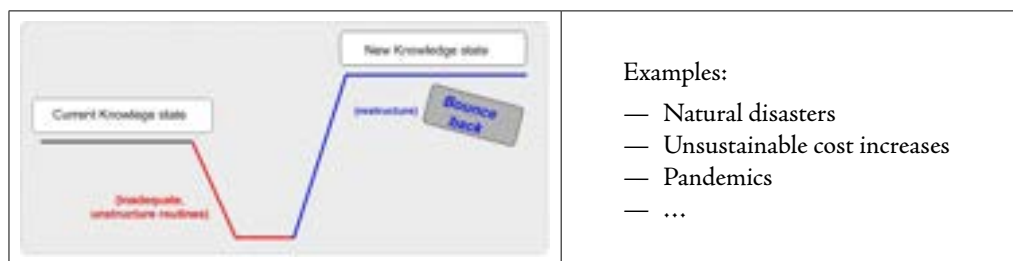 New Knowledge state
Current Knowlege state
(restructure)
Bounce
back
(Inadequate,
unstructure routines)
Examples:
— Natural disasters
— Unsustainable cost increases
— Pandemics
— ...